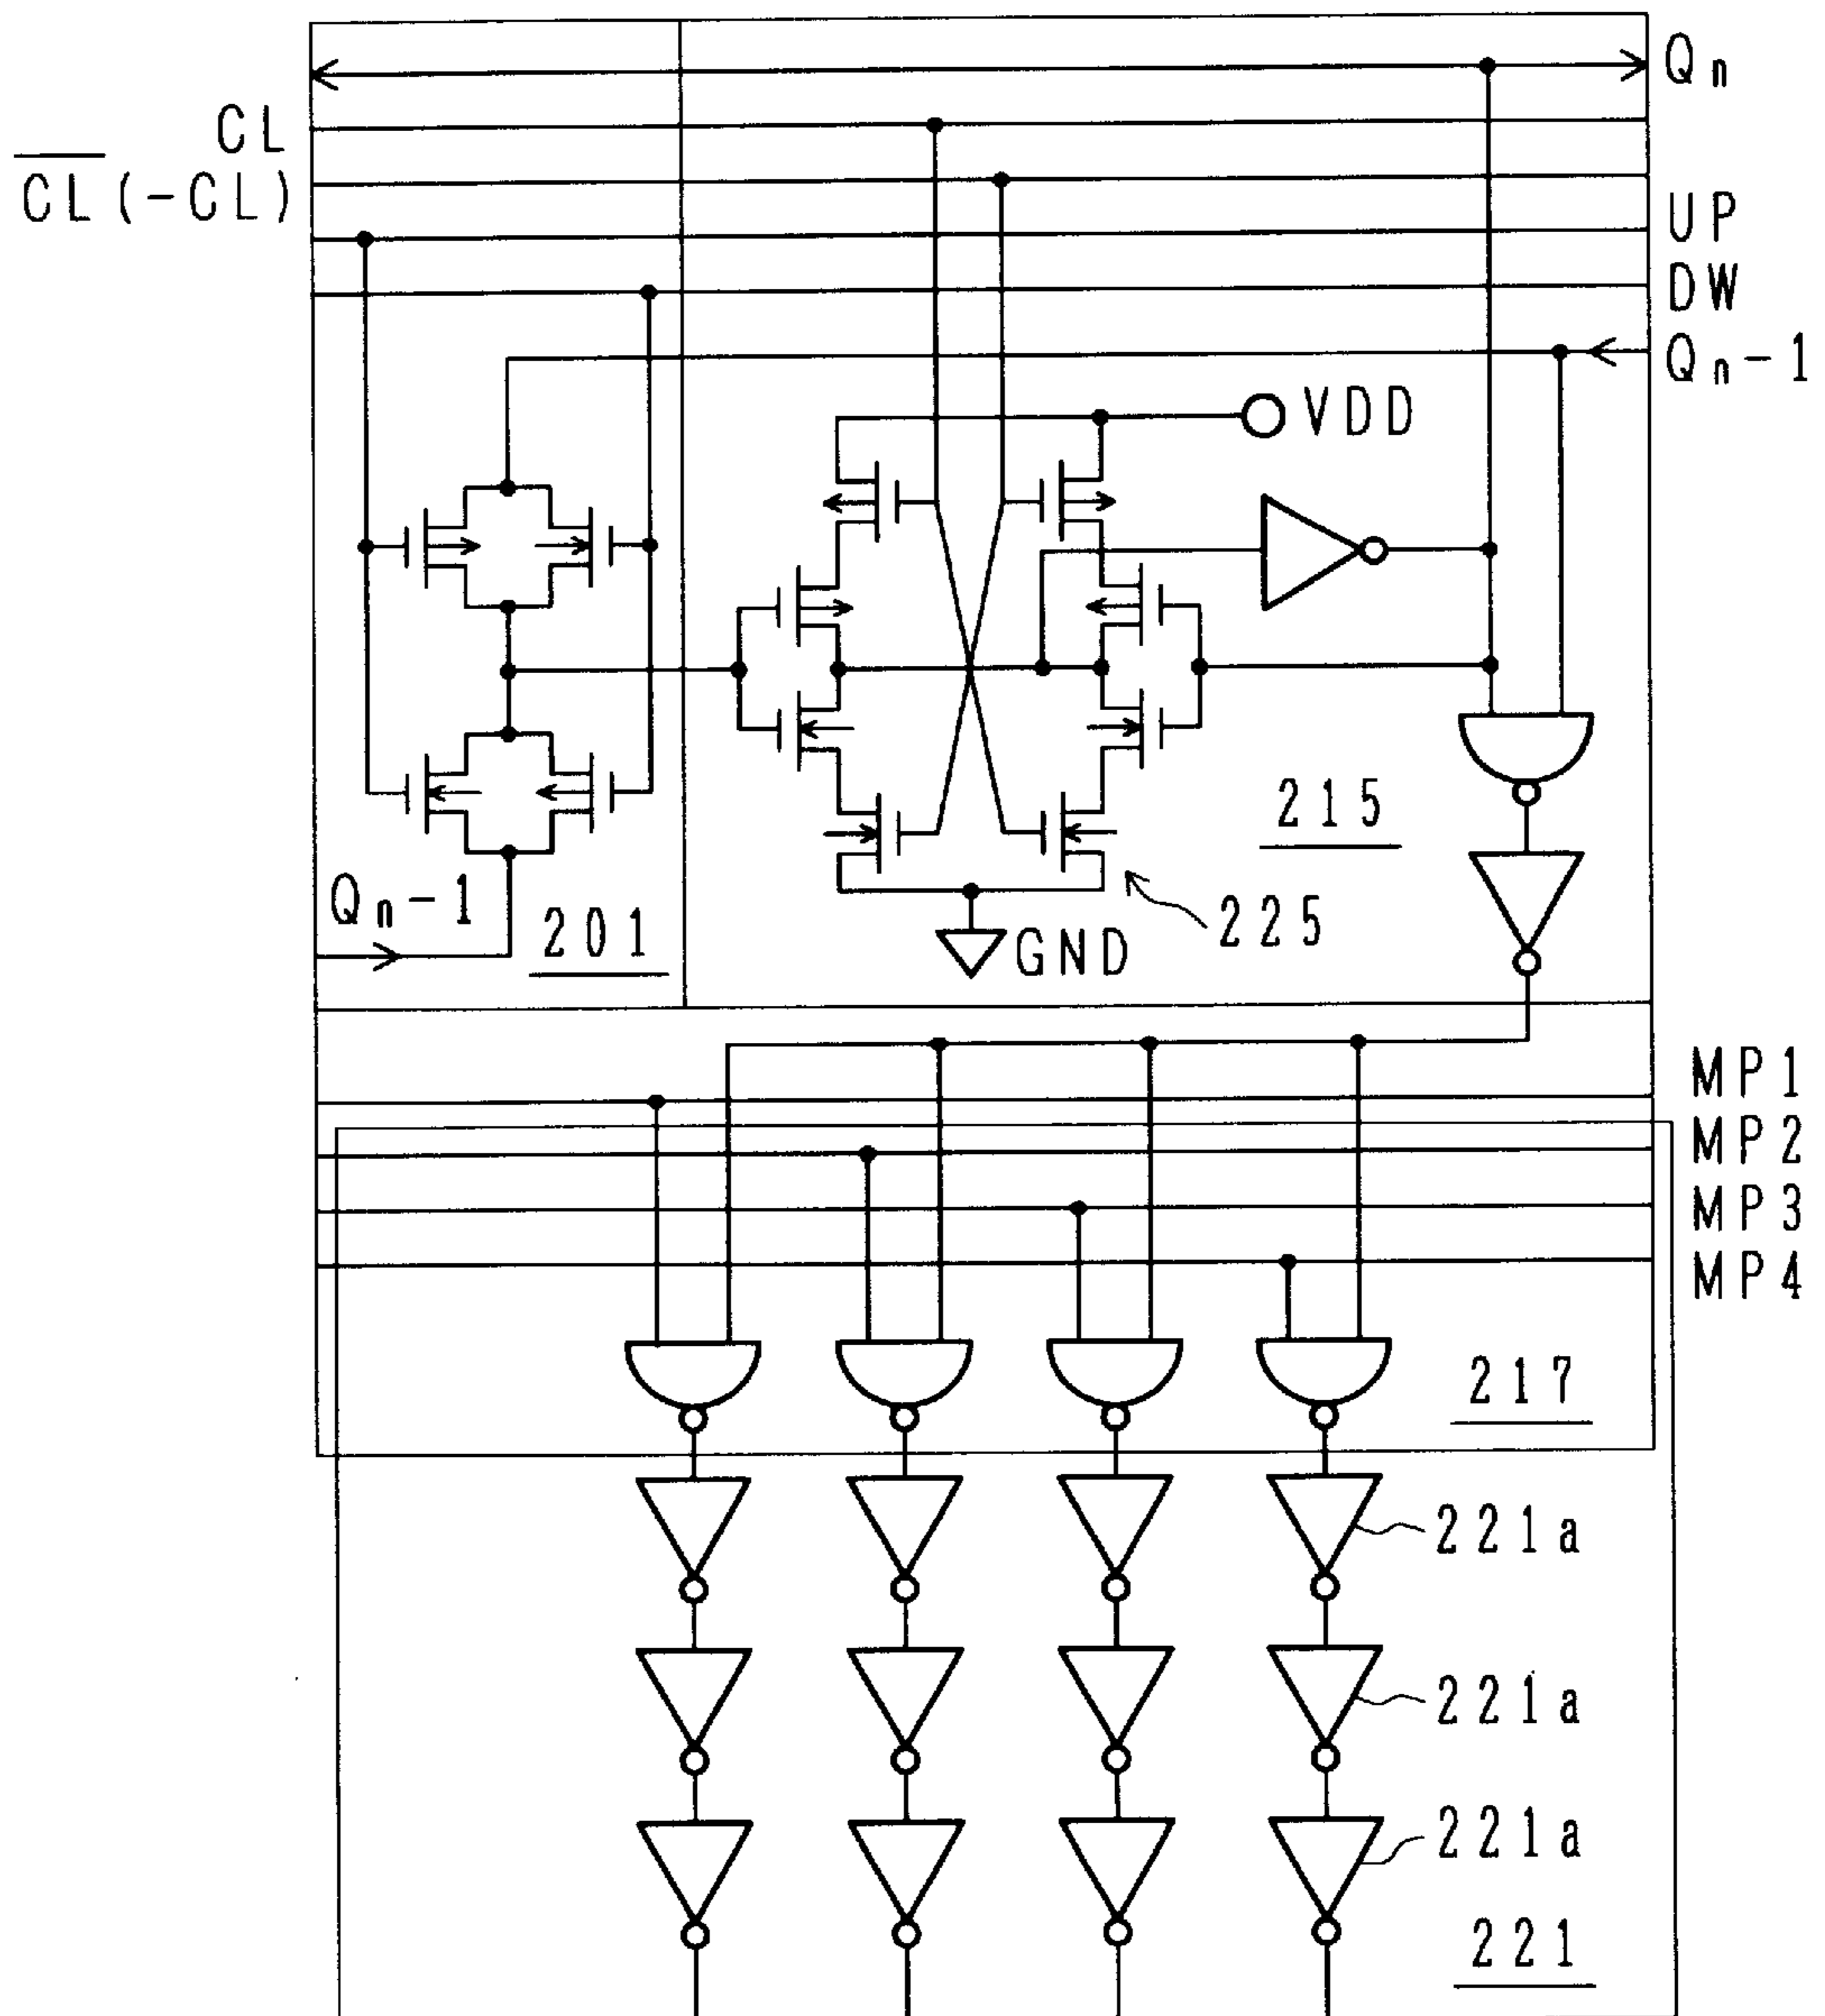 Qn
CL
C̅L̅(-CL)
UP
DW
Qn-1
VDD
215
Qn-1
201
225
GND
MP1
MP2
MP3
MP4
217
221a
221a
221a
221